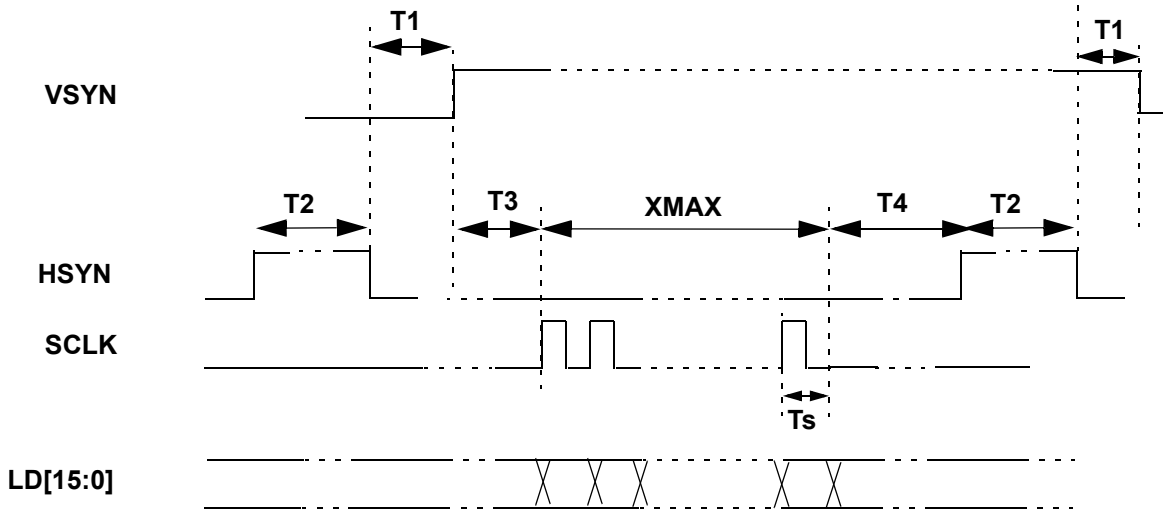 T1
T1
VSYN
T2
T3
XMAX
T4
T2
HSYN
SCLK
Ts
LD[15:0]